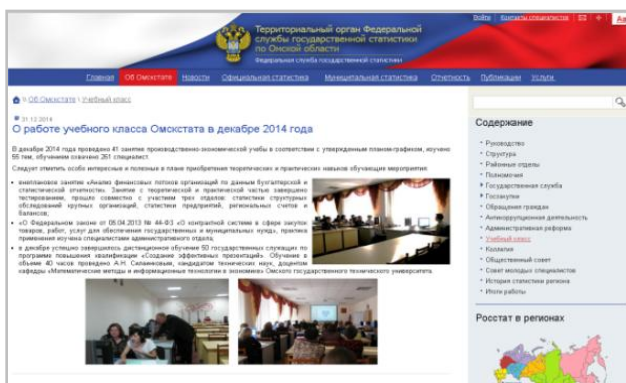 Войти Контакты специалистов
Территориальный орган Федеральной
службы государственной статистики
по Омской области
Федеральная служба государственной статистики
Главная Об Омскстате Новости Официальная статистика Муниципальная статистика Отчетность Публикации Услуги
Об Омскстате Учебный класс
31.12.2014
О работе учебного класса Омскстата в декабре 2014 года
В декабре 2014 года проведено 41 занятие производственно-экономической учебы в соответствии с утвержденным планом-графиком, изучено
55 тем, обучением охвачено 261 специалист.
Следует отметить особо интересные и полезные в плане приобретения теоретических и практических навыков обучающие мероприятия:
внеплановое занятие «Анализ финансовых потоков организаций по данным бухгалтерской и
статистической отчетности». Занятие с теоретической и практической частью завершено
тестированием, прошло совместно с участием трех отделов: статистики структурных
обследований крупных организаций, статистики предприятий, региональных счетов и
балансов;
«О Федеральном законе от 05.04.2013 № 44-ФЗ «О контрактной системе в сфере закупок
товаров, работ, услуг для обеспечения государственных и муниципальных нужд», практика
применения изучена специалистами административного отдела;
в декабре успешно завершилось дистанционное обучение 50 государственных служащих по
программе повышения квалификации «Создание эффективных презентаций». Обучение в
объеме 40 часов проведено А.Н. кандидатом технических наук, доцентом
кафедры «Математические методы и информационные технологии в экономике» Омского государственного технического университета.
Содержание
Руководство
Структура
Районные отделы
Полномочия
Государственная служба
Госзакупки
Обращения граждан
Антикоррупционная деятельность
Административная реформа
Учебный класс
Коллегия
Общественный совет
Совет молодых специалистов
История статистики региона
Итоги работы
Росстат в регионах